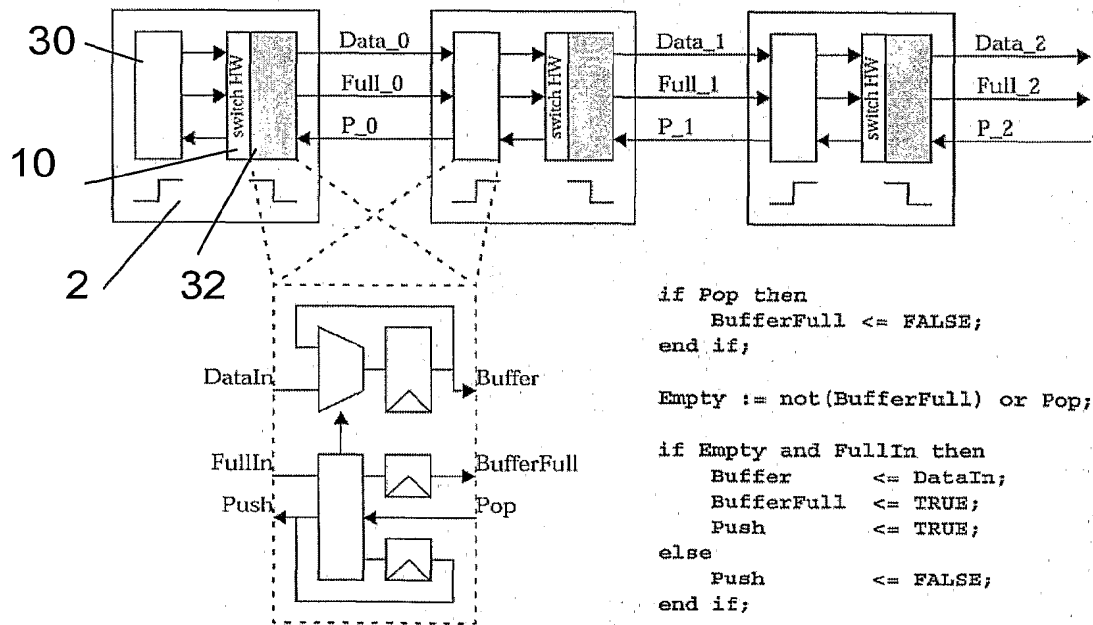 30
10
2
32
switch HW
Data_0
Full_0
P_0
switch HW
Data_1
Full_1
P_1
switch HW
Data_2
Full_2
P_2
DataIn
Buffer
FullIn
BufferFull
Push
Pop
if Pop then
BufferFull <= FALSE;
end if;
Empty := not(BufferFull) or Pop;
if Empty and FullIn then
Buffer <= DataIn;
BufferFull <= TRUE;
Push <= TRUE;
else
Push <= FALSE;
end if;